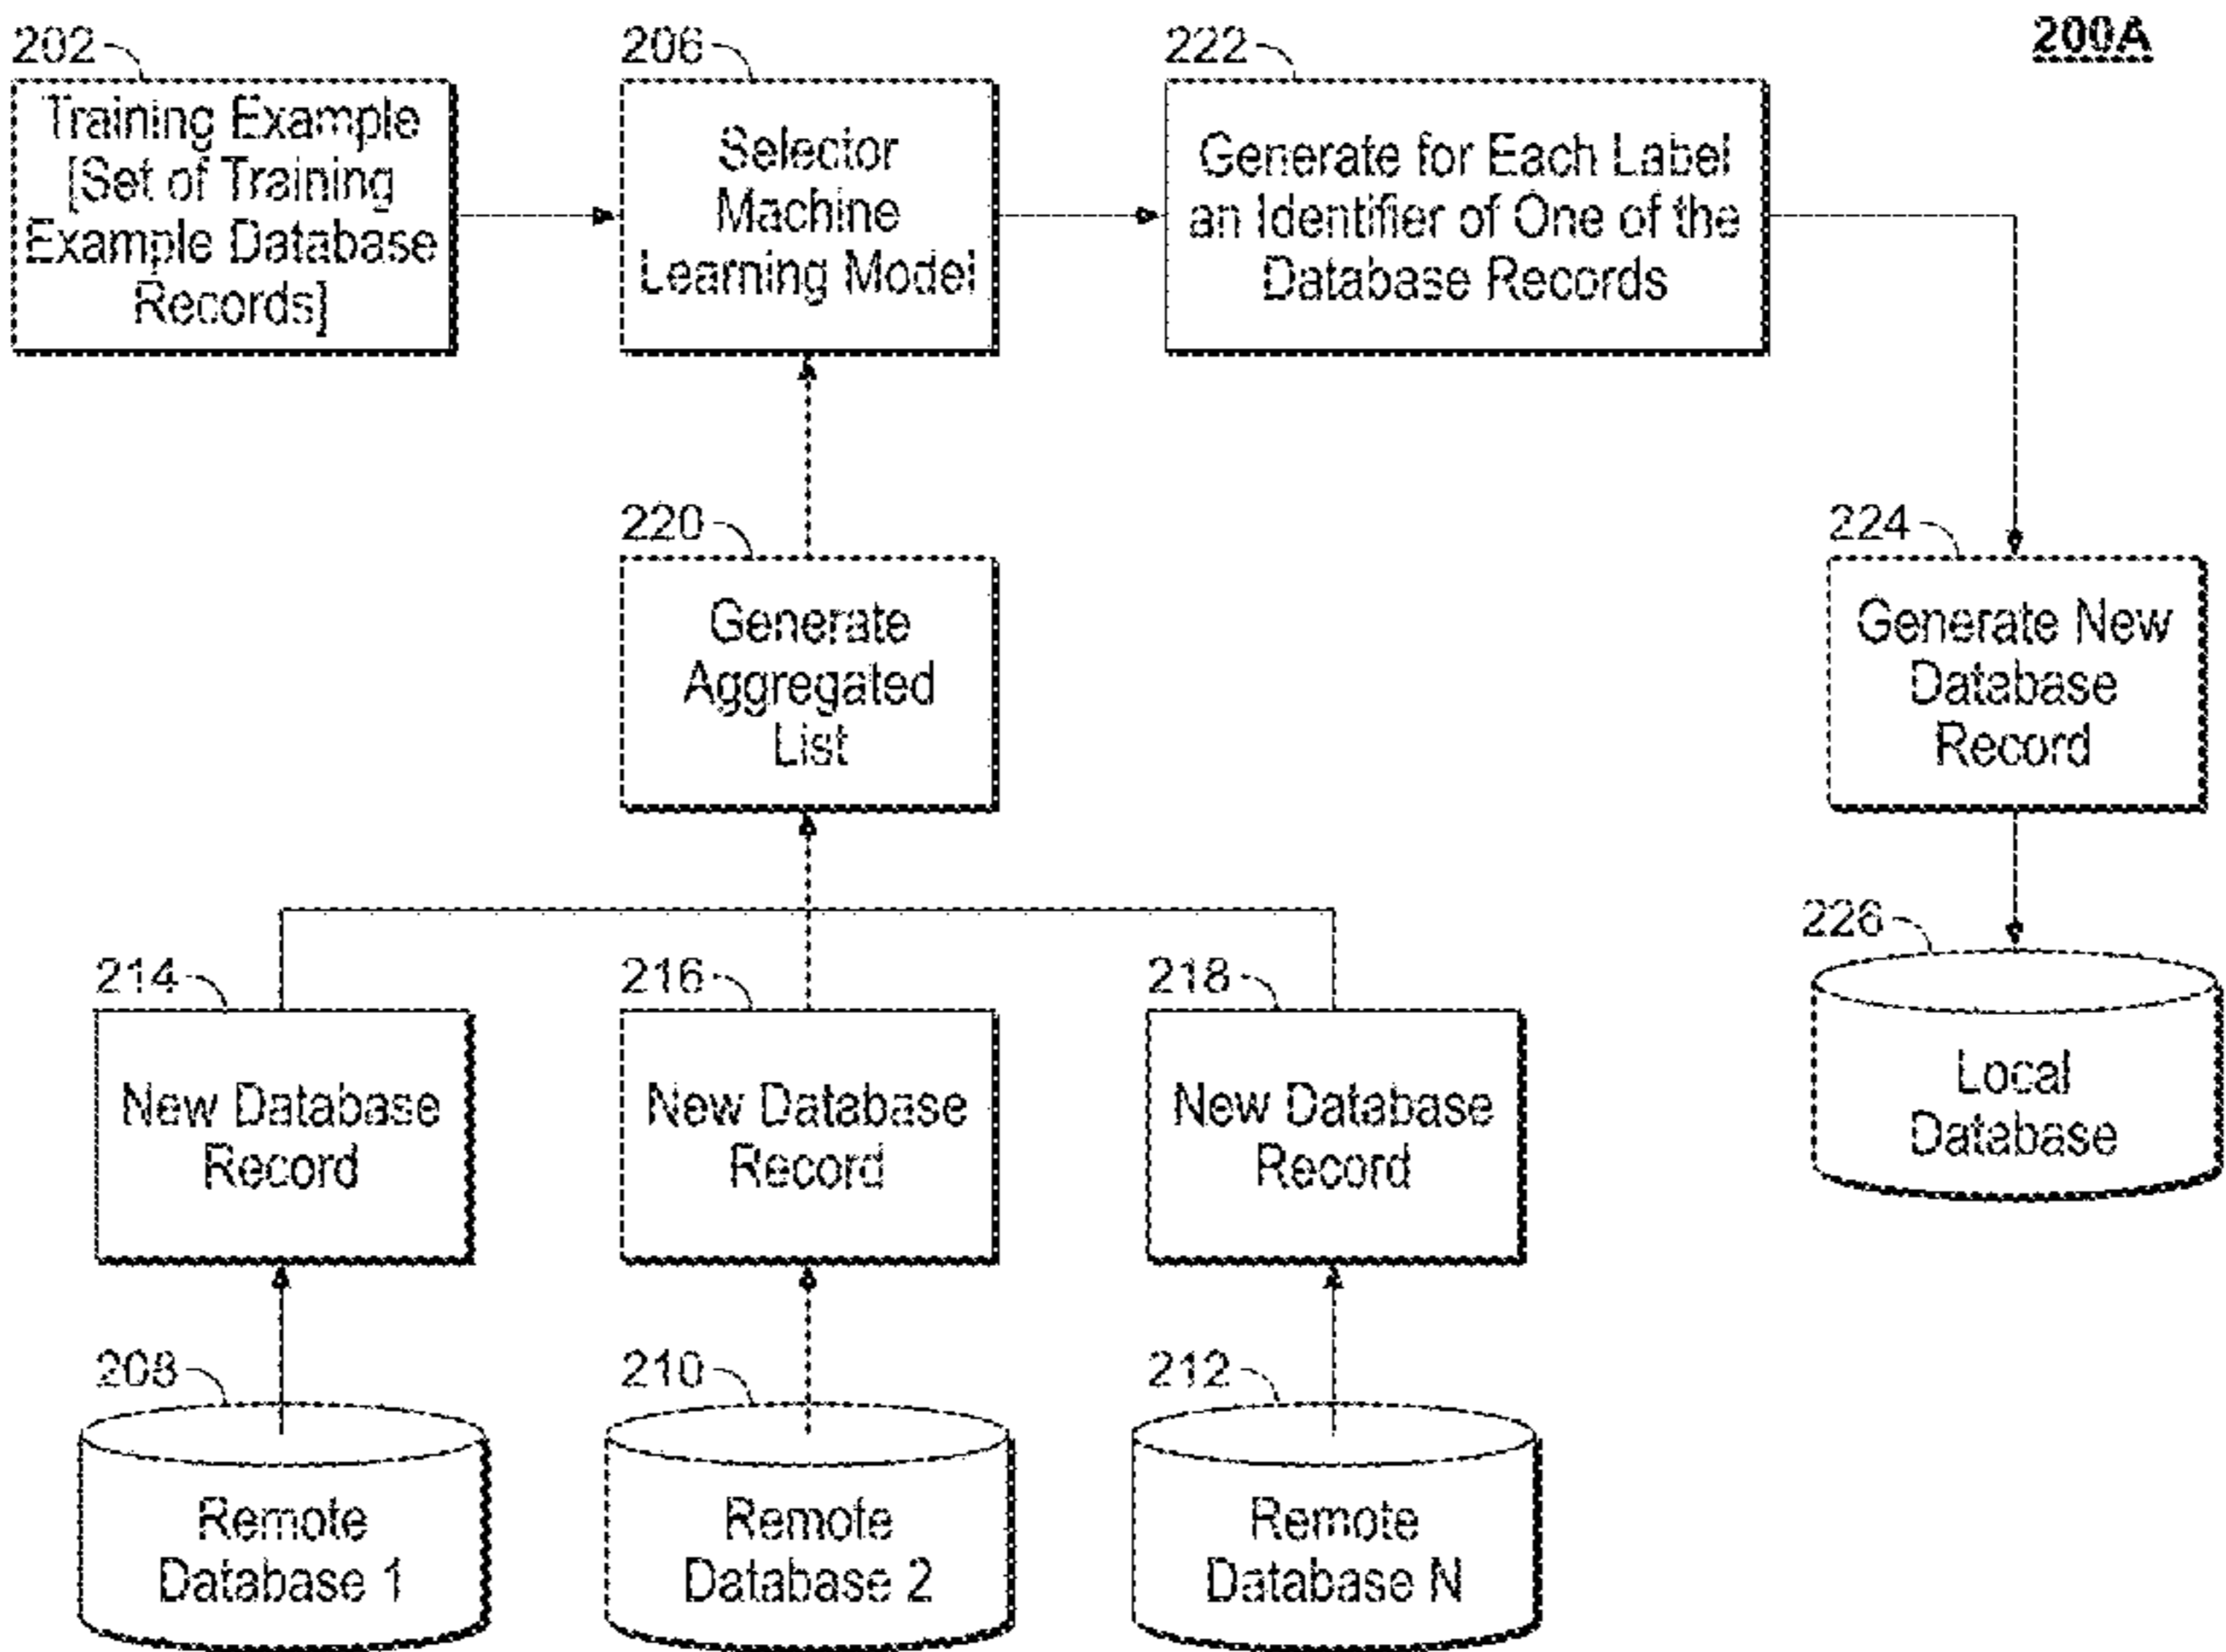 200A
202
Training Example
[Set of Training
Example Database
Records]
206
Selector
Machine
Learning Model
222
Generate for Each Label
an Identifier of One of the
Database Records
220
Generate
Aggregated
List
224
Generate New
Database
Record
214
New Database
Record
216
New Database
Record
218
New Database
Record
226
Local
Database
208
Remote
Database 1
210
Remote
Database 2
212
Remote
Database N